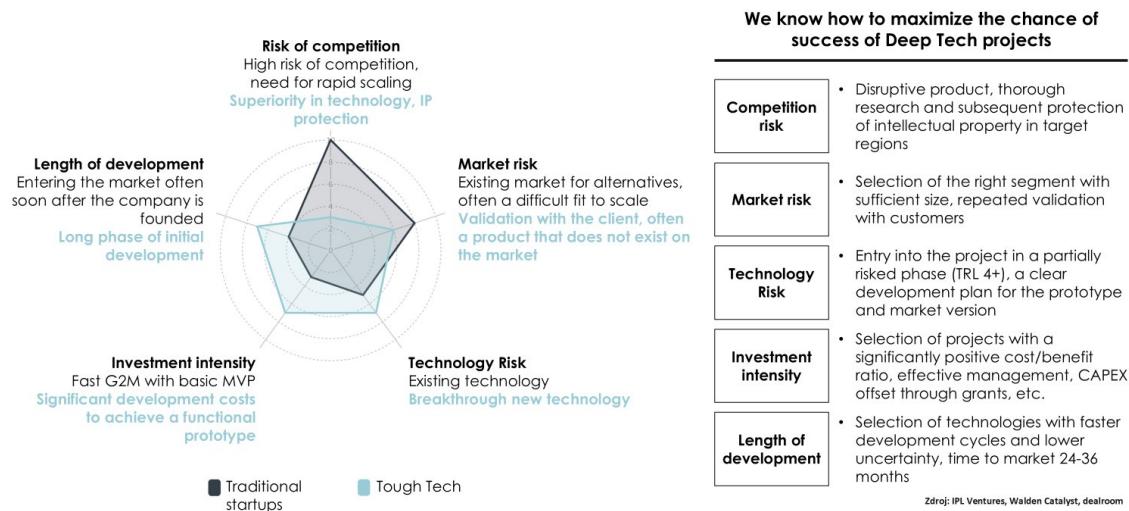 Risk of competition
High risk of competition,
need for rapid scaling
Superiority in technology, IP
protection
Length of development
Entering the market often
soon after the company is
founded
Long phase of initial
development
Market risk
Existing market for alternatives,
often a difficult fit to scale
Validation with the client, often
a product that does not exist on
the market
10
8
6
4
2
0
Investment intensity
Fast G2M with basic MVP
Significant development costs
to achieve a functional
prototype
Technology Risk
Existing technology
Breakthrough new technology
Traditional
startups
Tough Tech
We know how to maximize the chance of
success of Deep Tech projects
Competition
risk
• Disruptive product, thorough
research and subsequent protection
of intellectual property in target
regions
Market risk
• Selection of the right segment with
sufficient size, repeated validation
with customers
Technology
Risk
• Entry into the project in a partially
risked phase (TRL 4+), a clear
development plan for the prototype
and market version
Investment
intensity
• Selection of projects with a
significantly positive cost/benefit
ratio, effective management, CAPEX
offset through grants, etc.
Length of
development
• Selection of technologies with faster
development cycles and lower
uncertainty, time to market 24-36
months
Zdroj: IPL Ventures, Walden Catalyst, dealroom